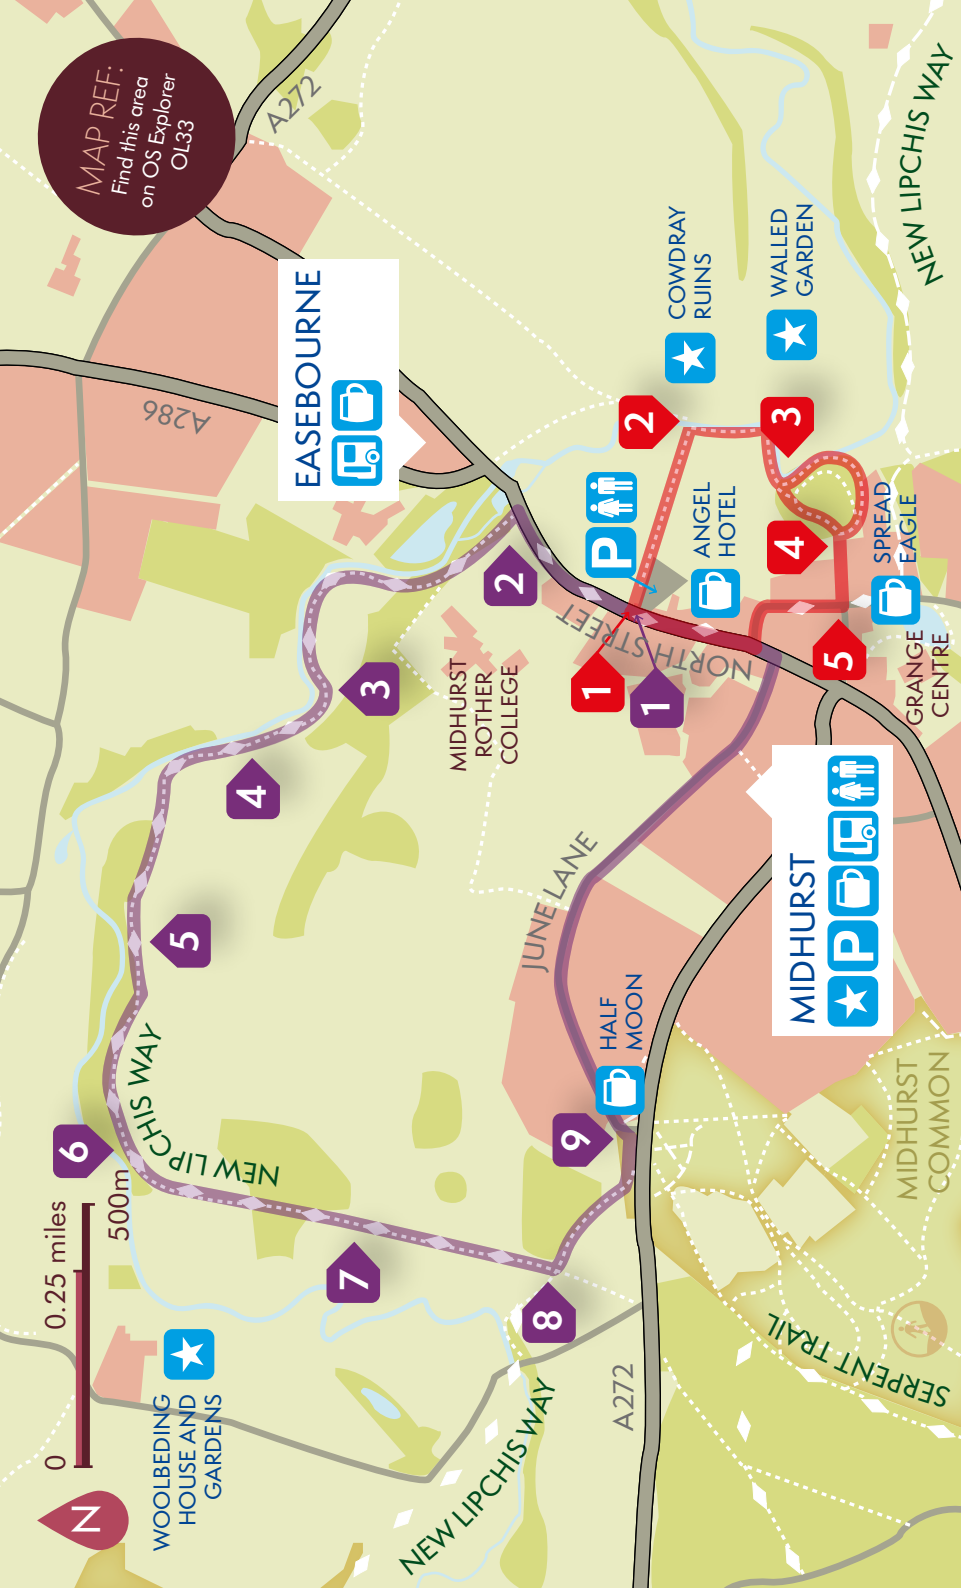 MAP REF:
Find this area
on OS Explorer
OL33
A272
A286
EASEBOURNE
COWDRAY
RUINS
WALLED
GARDEN
NEW LIPCHIS WAY
2
3
P
ANGEL
HOTEL
4
SPREAD
EAGLE
2
NORTH STREET
1
1
5
GRANGE
CENTRE
3
MIDHURST
ROTHER
COLLEGE
4
5
JUNE LANE
MIDHURST
P
HALF
MOON
9
MIDHURST
COMMON
NEW LIPCHIS WAY
6
7
8
0
0.25 miles
500m
WOOLBEDING
HOUSE AND
GARDENS
N
NEW LIPCHIS WAY
A272
SERPENT TRAIL